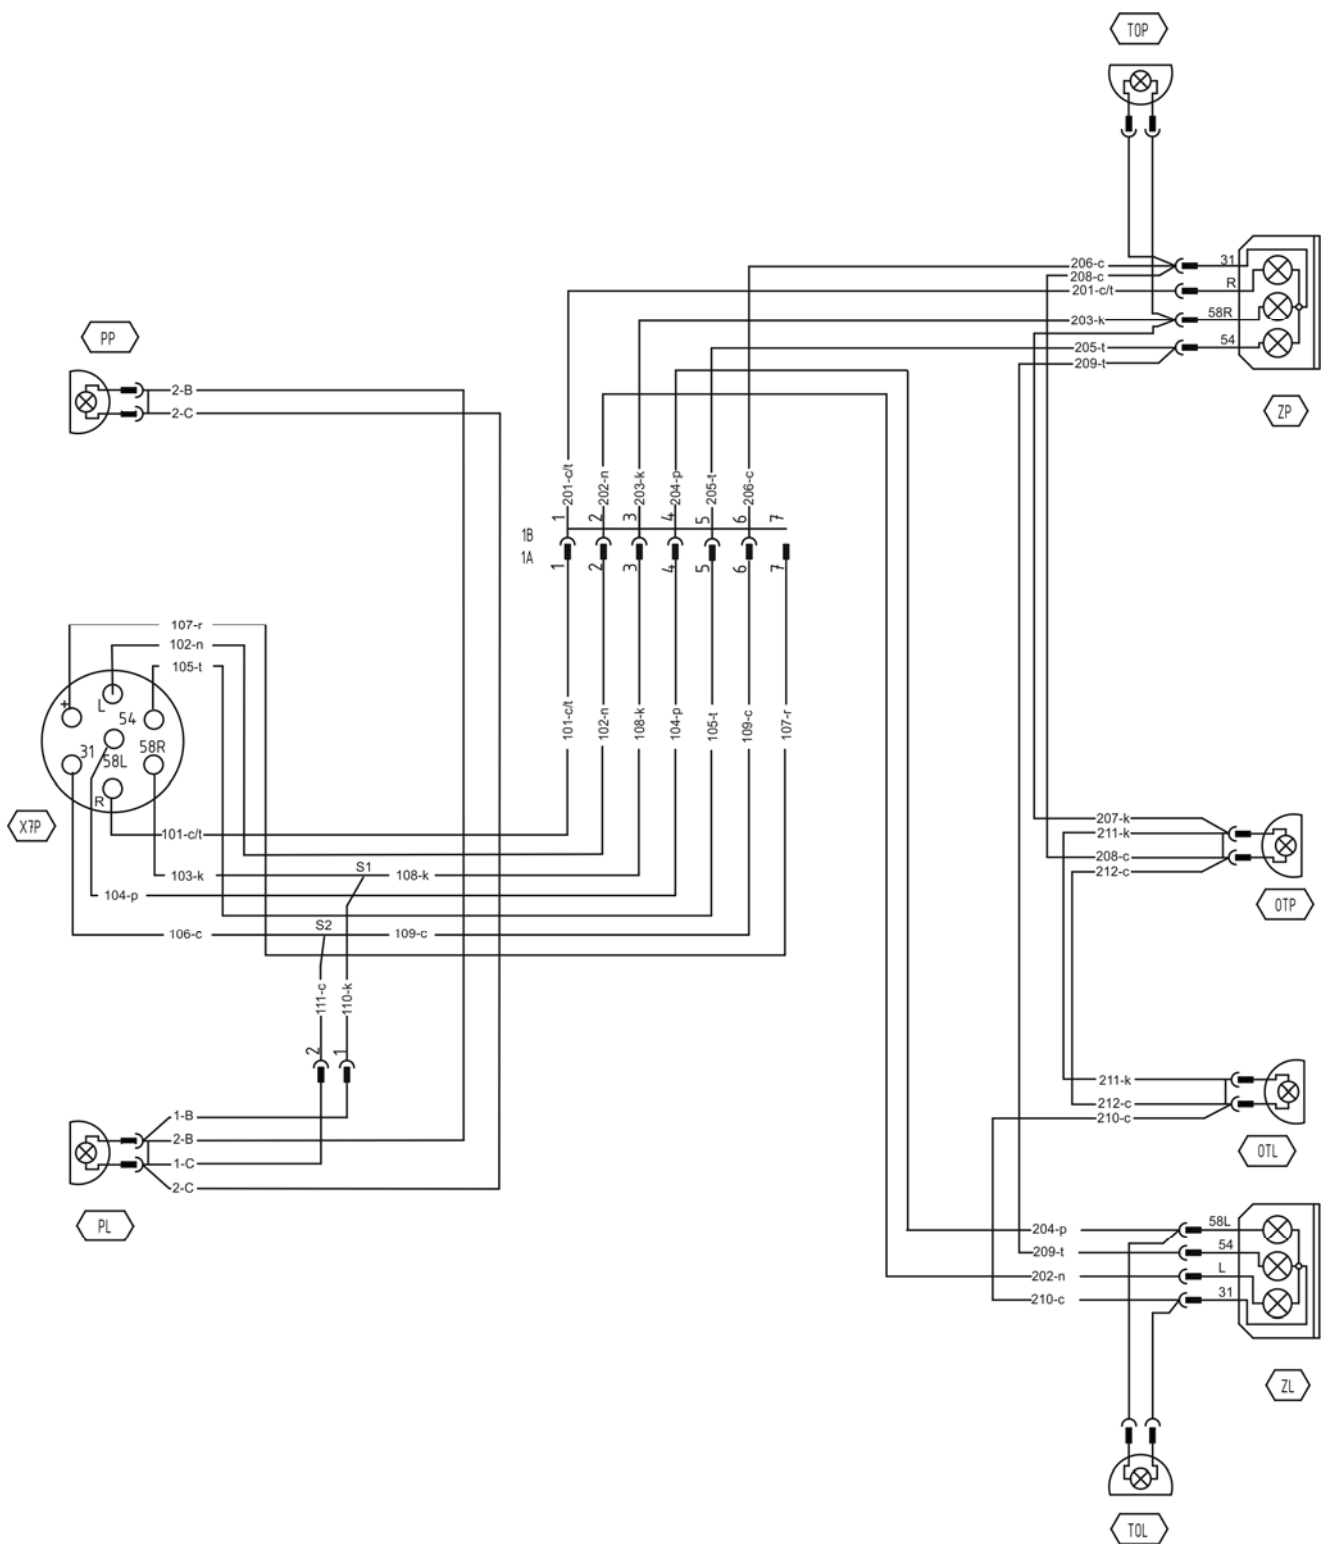 TOP
31
206-c
208-c
R
201-c/t
58R
203-k
54
205-t
209-t
ZP
PP
2-B
2-C
201-c/t
202-n
203-k
204-p
205-t
206-c
1 2 3 4 5 6 7
1B
1A
1 2 3 4 5 6 7
107-r
102-n
105-t
+
L
54
31
58R
58L
R
X7P
101-c/t
102-n
108-k
104-p
105-t
109-c
107-r
101-c/t
S1
103-k
108-k
104-p
S2
106-c
109-c
111-c
110-k
2 1
1-B
2-B
1-C
2-C
PL
207-k
211-k
208-c
212-c
OTP
211-k
212-c
210-c
OTL
204-p
58L
209-t
54
202-n
L
210-c
31
ZL
TOL